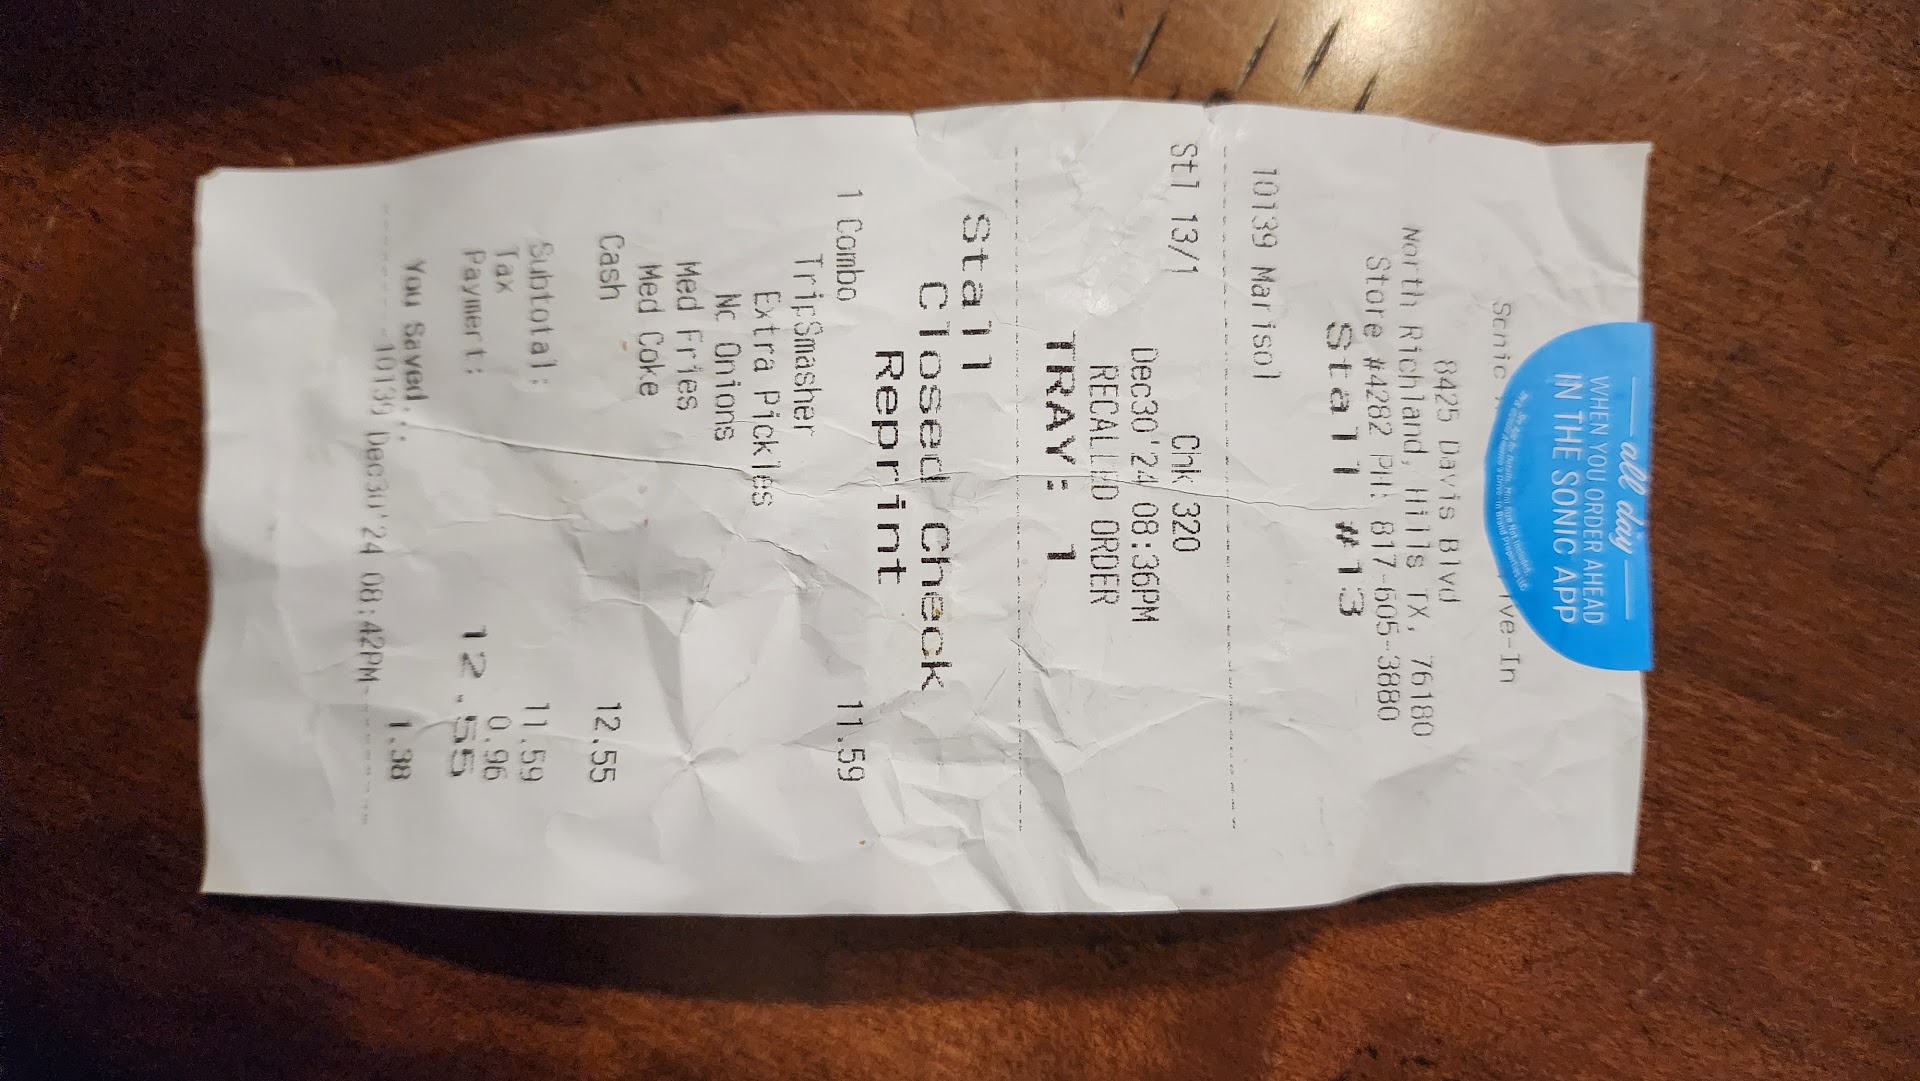 all day
WHEN YOU ORDER AHEAD
IN THE SONIC APP
Sonic ive-In
8425 Davis Blvd
North Richland, Hills TX, 76180
Store #4282 PH: 817-605-3880
Stall #13
10139 Marisol
Stl 13/1 Chk 320
Dec30'24 08:36PM
RECALLED ORDER
TRAY: 1
Stall
Closed Check
Reprint
1 Combo 11.59
TripSmasher
Extra Pickles
No Onions
Med Fries
Med Coke
Cash 12.55
Subtotal: 11.59
Tax 0.96
Payment: 12.55
You Saved..: 1.38
-----10139 Dec30'24 08:42PM-----